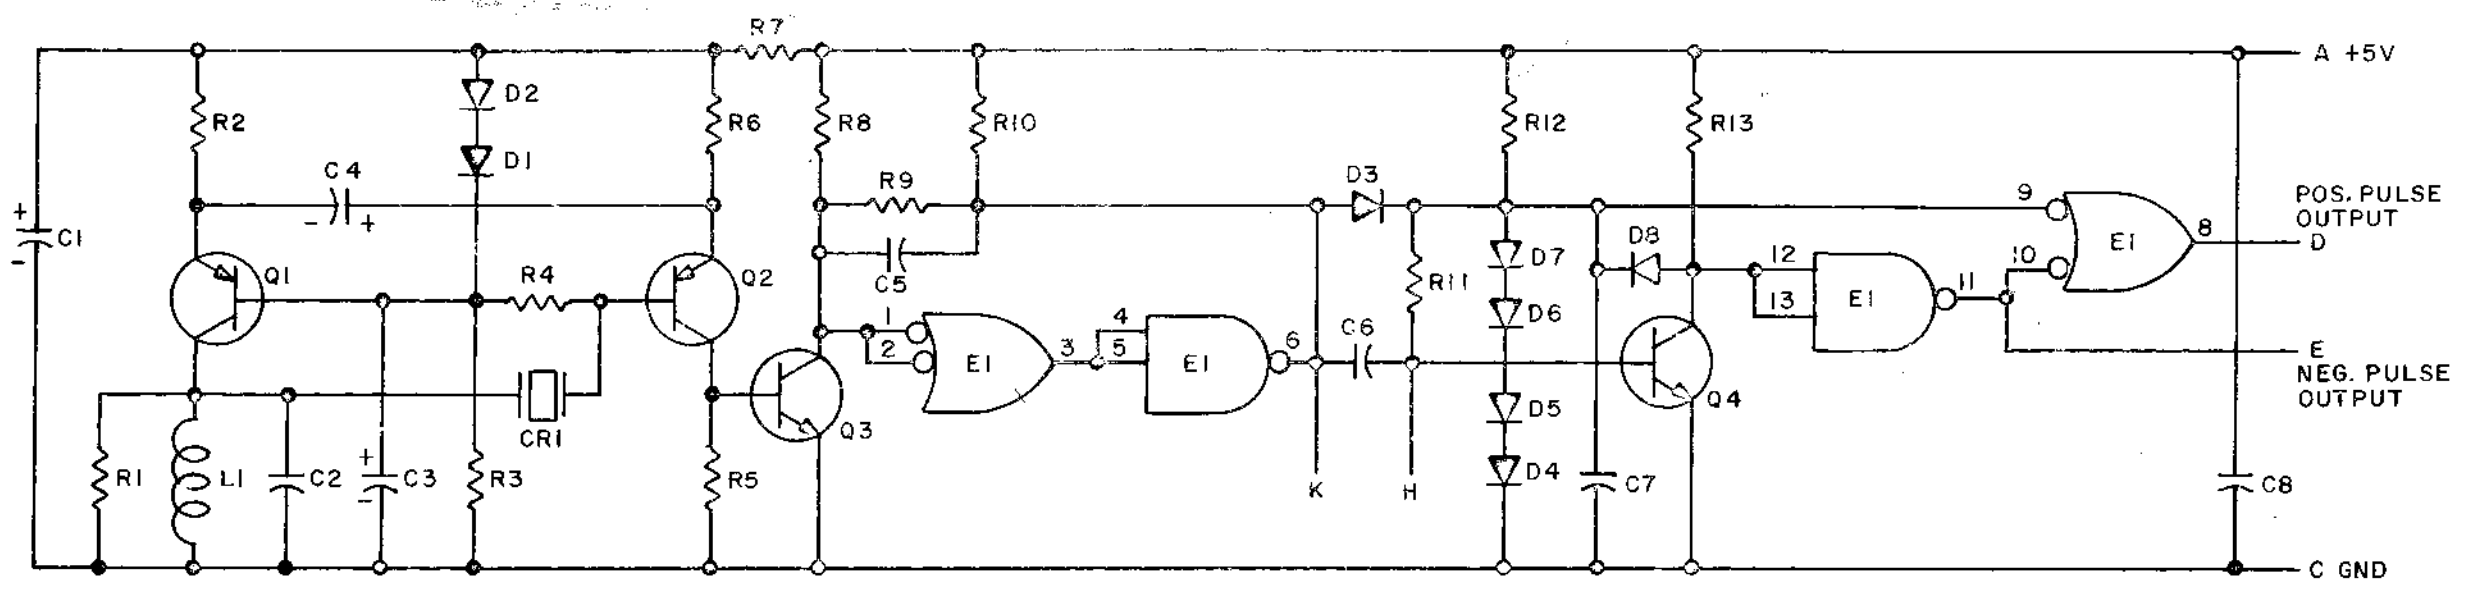 R7
A +5V
D2
R2
R6
R8
R10
R12
R13
D1
C4
R9
D3
9
POS. PULSE
OUTPUT
+
- +
C1
-
D8
E1
8
D
Q1
R4
Q2
C5
R11
D7
12
10
11
E1
13
1
4
C6
D6
2
E1
3
5
E1
6
E
NEG. PULSE
OUTPUT
CR1
Q3
D5
Q4
+
R1
L1
C2
C3
-
R3
R5
K
H
D4
C7
C8
C GND